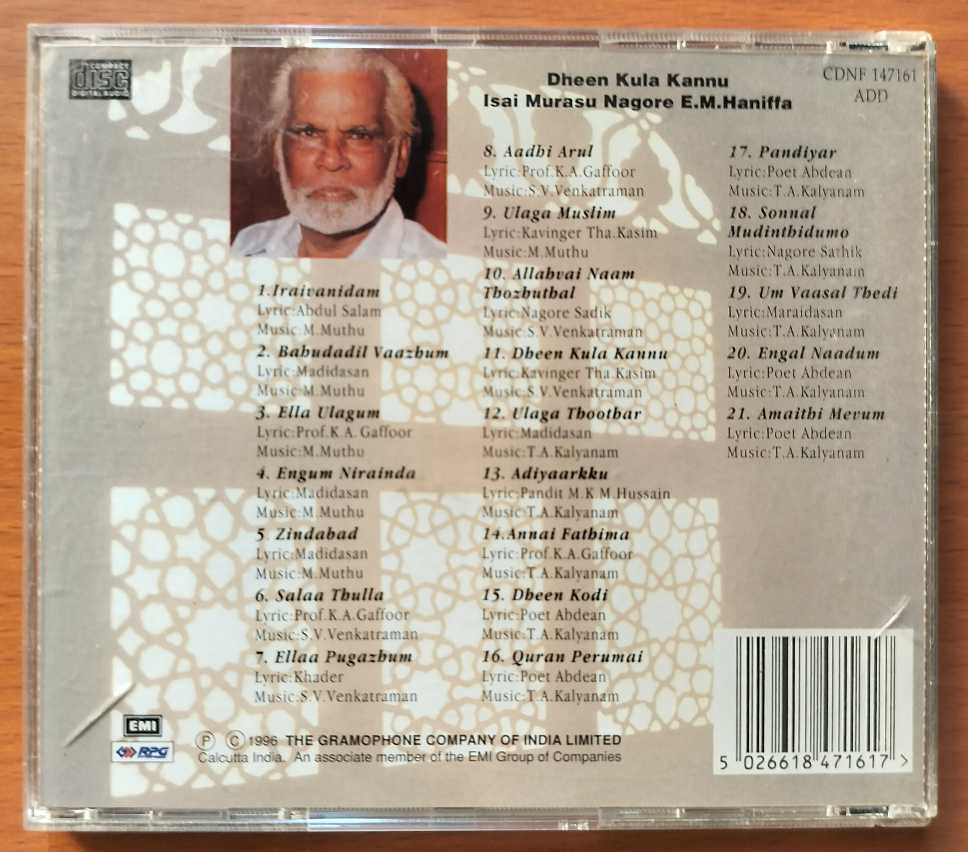 COMPACT
disc
DIGITAL AUDIO
Dheen Kula Kannu
Isai Murasu Nagore E.M.Haniffa
CDNF 147161
ADD
1.Iraivanidam
Lyric:Abdul Salam
Music:M.Muthu
2. Bahudadil Vaazhum
Lyric:Madidasan
Music:M.Muthu
3. Ella Ulagum
Lyric:Prof.K.A.Gaffoor
Music:M.Muthu
4. Engum Nirainda
Lyric:Madidasan
Music:M.Muthu
5. Zindabad
Lyric:Madidasan
Music:M.Muthu
6. Salaa Thulla
Lyric:Prof.K.A.Gaffoor
Music:S.V.Venkatraman
7. Ellaa Pugazhum
Lyric:Khader
Music:S.V.Venkatraman
8. Aadhi Arul
Lyric:Prof.K.A.Gaffoor
Music:S.V.Venkatraman
9. Ulaga Muslim
Lyric:Kavinger Tha.Kasim
Music:M.Muthu
10. Allahvai Naam
Thozhuthal
Lyric:Nagore Sadik
Music:S.V.Venkatraman
11. Dheen Kula Kannu
Lyric:Kavinger Tha.Kasim
Music:S.V.Venkatraman
12. Ulaga Thoothar
Lyric:Madidasan
Music:T.A.Kalyanam
13. Adiyaarkku
Lyric:Pandit M.K.M.Hussain
Music:T.A.Kalyanam
14.Annai Fathima
Lyric:Prof.K.A.Gaffoor
Music:T.A.Kalyanam
15. Dheen Kodi
Lyric:Poet Abdean
Music:T.A.Kalyanam
16. Quran Perumai
Lyric:Poet Abdean
Music:T.A.Kalyanam
17. Pandiyar
Lyric:Poet Abdean
Music:T.A.Kalyanam
18. Sonnal
Mudinthidumo
Lyric:Nagore Sathik
Music:T.A.Kalyanam
19. Um Vaasal Thedi
Lyric:Maraidasan
Music:T.A.Kalyanam
20. Engal Naadum
Lyric:Poet Abdean
Music:T.A.Kalyanam
21. Amaithi Merum
Lyric:Poet Abdean
Music:T.A.Kalyanam
EMI
RPG
Ⓟ Ⓒ 1996 THE GRAMOPHONE COMPANY OF INDIA LIMITED
Calcutta India. An associate member of the EMI Group of Companies
5 026618 471617 >